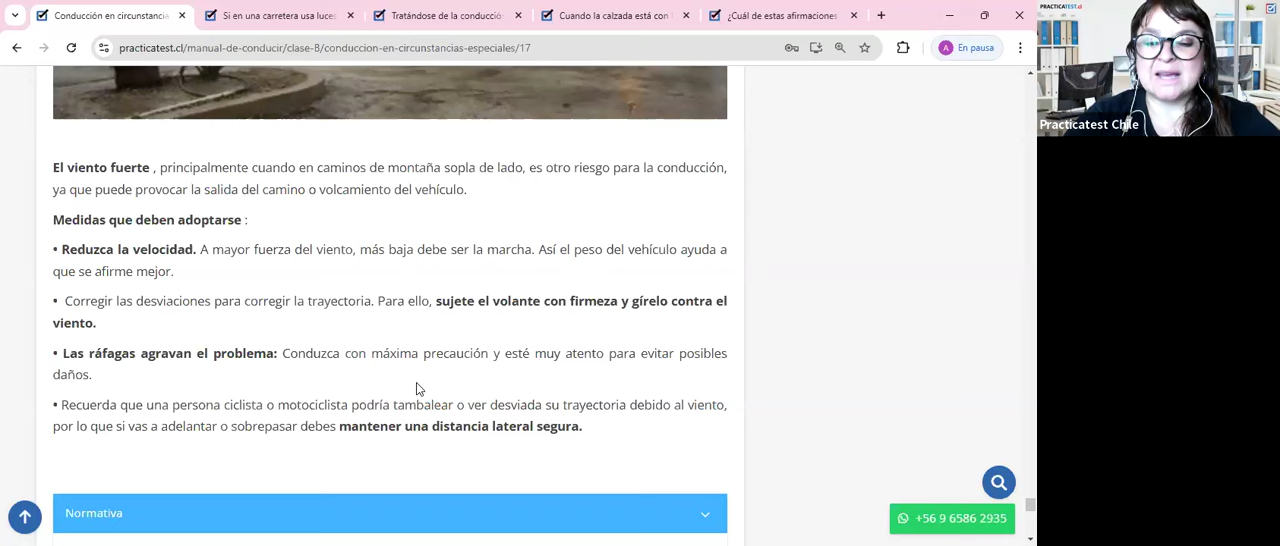 Conducción en circunstancia
Si en una carretera usa luces
Tratándose de la conducció
Cuando la calzada está con
¿Cuál de estas afirmaciones
practicatest.cl/manual-de-conducir/clase-B/conduccion-en-circunstancias-especiales/17
A En pausa
PRACTICATEST.cl
Practicatest Chile
El viento fuerte , principalmente cuando en caminos de montaña sopla de lado, es otro riesgo para la conducción,
ya que puede provocar la salida del camino o volcamiento del vehículo.
Medidas que deben adoptarse :
• Reduzca la velocidad. A mayor fuerza del viento, más baja debe ser la marcha. Así el peso del vehículo ayuda a
que se afirme mejor.
• Corregir las desviaciones para corregir la trayectoria. Para ello, sujete el volante con firmeza y gírelo contra el
viento.
• Las ráfagas agravan el problema: Conduzca con máxima precaución y esté muy atento para evitar posibles
daños.
• Recuerda que una persona ciclista o motociclista podría tambalear o ver desviada su trayectoria debido al viento,
por lo que si vas a adelantar o sobrepasar debes mantener una distancia lateral segura.
Normativa
+56 9 6586 2935